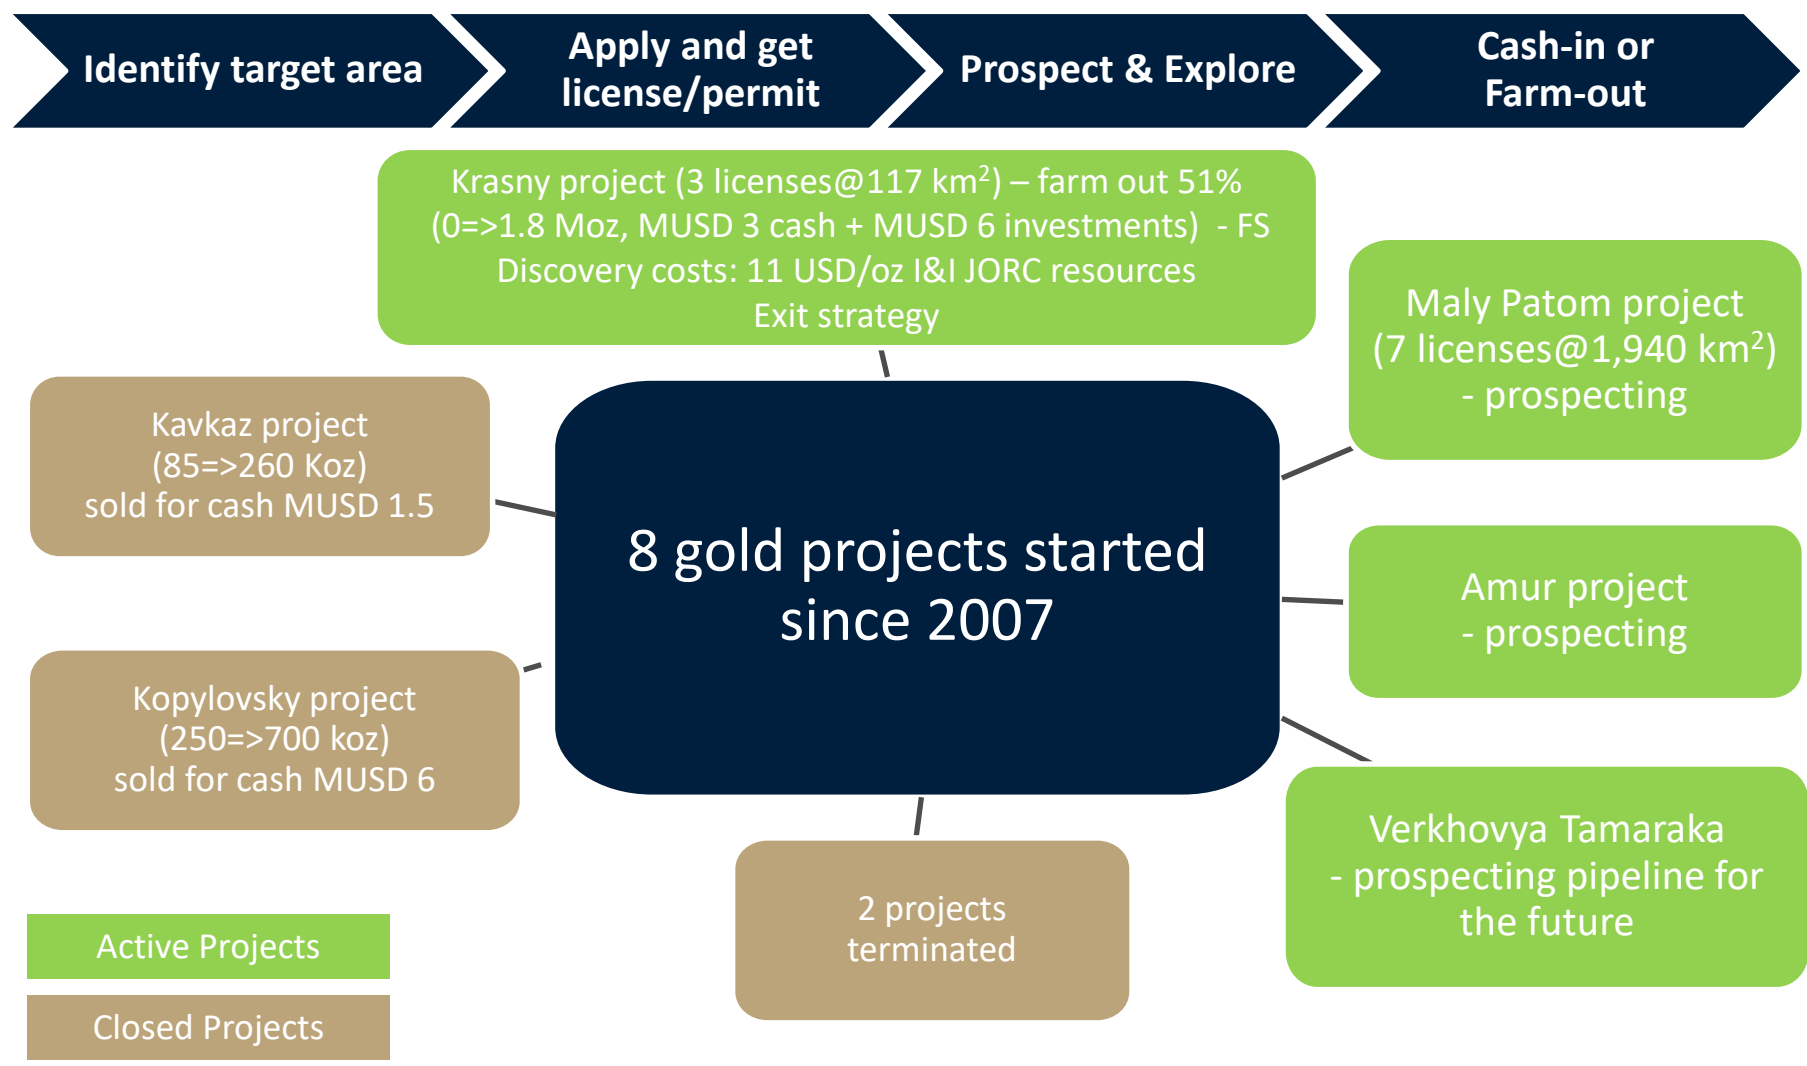 Identify target area
Apply and get
license/permit
Prospect & Explore
Cash-in or
Farm-out
Krasny project (3 licenses@117 km²) – farm out 51%
(0=>1.8 Moz, MUSD 3 cash + MUSD 6 investments)  - FS
Discovery costs: 11 USD/oz I&I JORC resources
Exit strategy
Maly Patom project
(7 licenses@1,940 km²)
- prospecting
Kavkaz project
(85=>260 Koz)
sold for cash MUSD 1.5
8 gold projects started
since 2007
Amur project
- prospecting
Kopylovsky project
(250=>700 koz)
sold for cash MUSD 6
Verkhovya Tamaraka
- prospecting pipeline for
the future
2 projects
terminated
Active Projects
Closed Projects